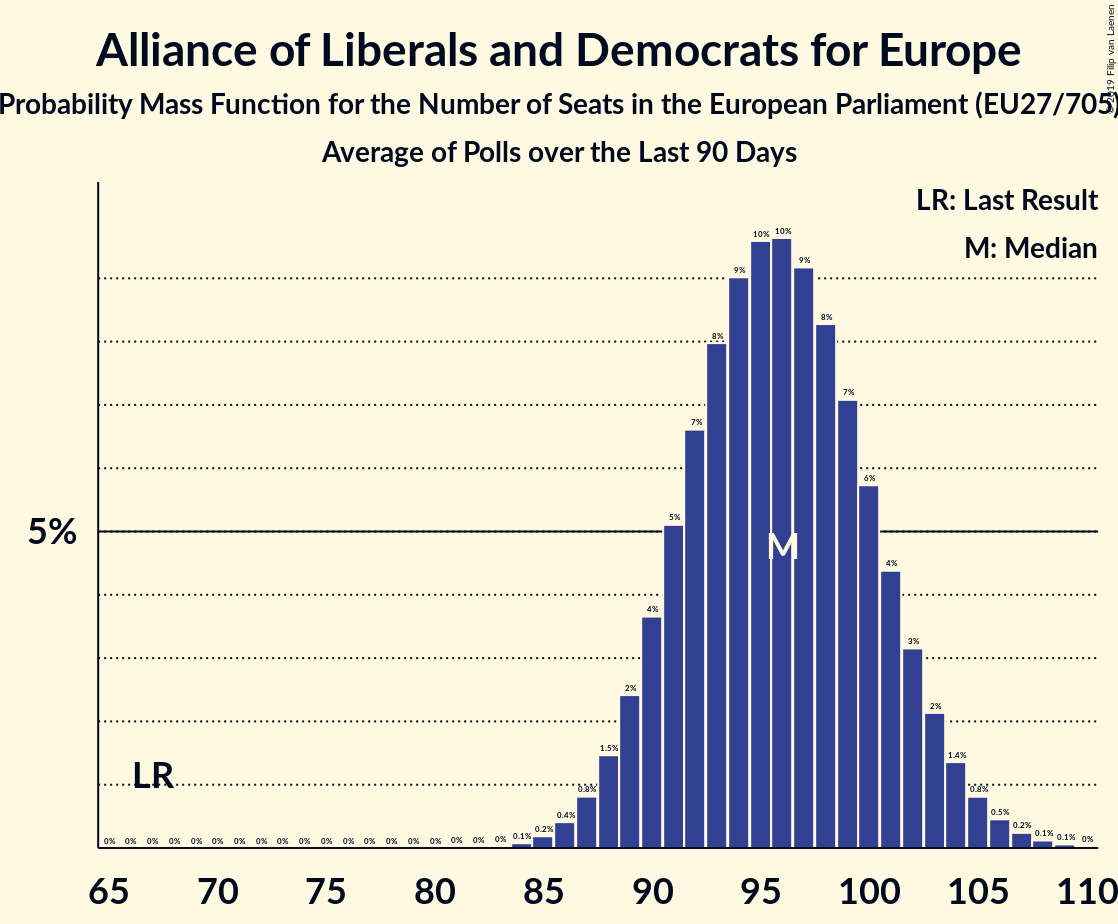 Alliance of Liberals and Democrats for Europe
© 2019 Filip van Laenen
Probability Mass Function for the Number of Seats in the European Parliament (EU27/705)
Average of Polls over the Last 90 Days
LR: Last Result
M: Median
5%
LR
M
0% 0% 0% 0% 0% 0% 0% 0% 0% 0% 0% 0% 0% 0% 0% 0% 0% 0% 0% 0.1% 0.2% 0.4% 0.8% 1.5% 2% 4% 5% 7% 8% 9% 10% 10% 9% 8% 7% 6% 4% 3% 2% 1.4% 0.8% 0.5% 0.2% 0.1% 0.1% 0%
65 70 75 80 85 90 95 100 105 110